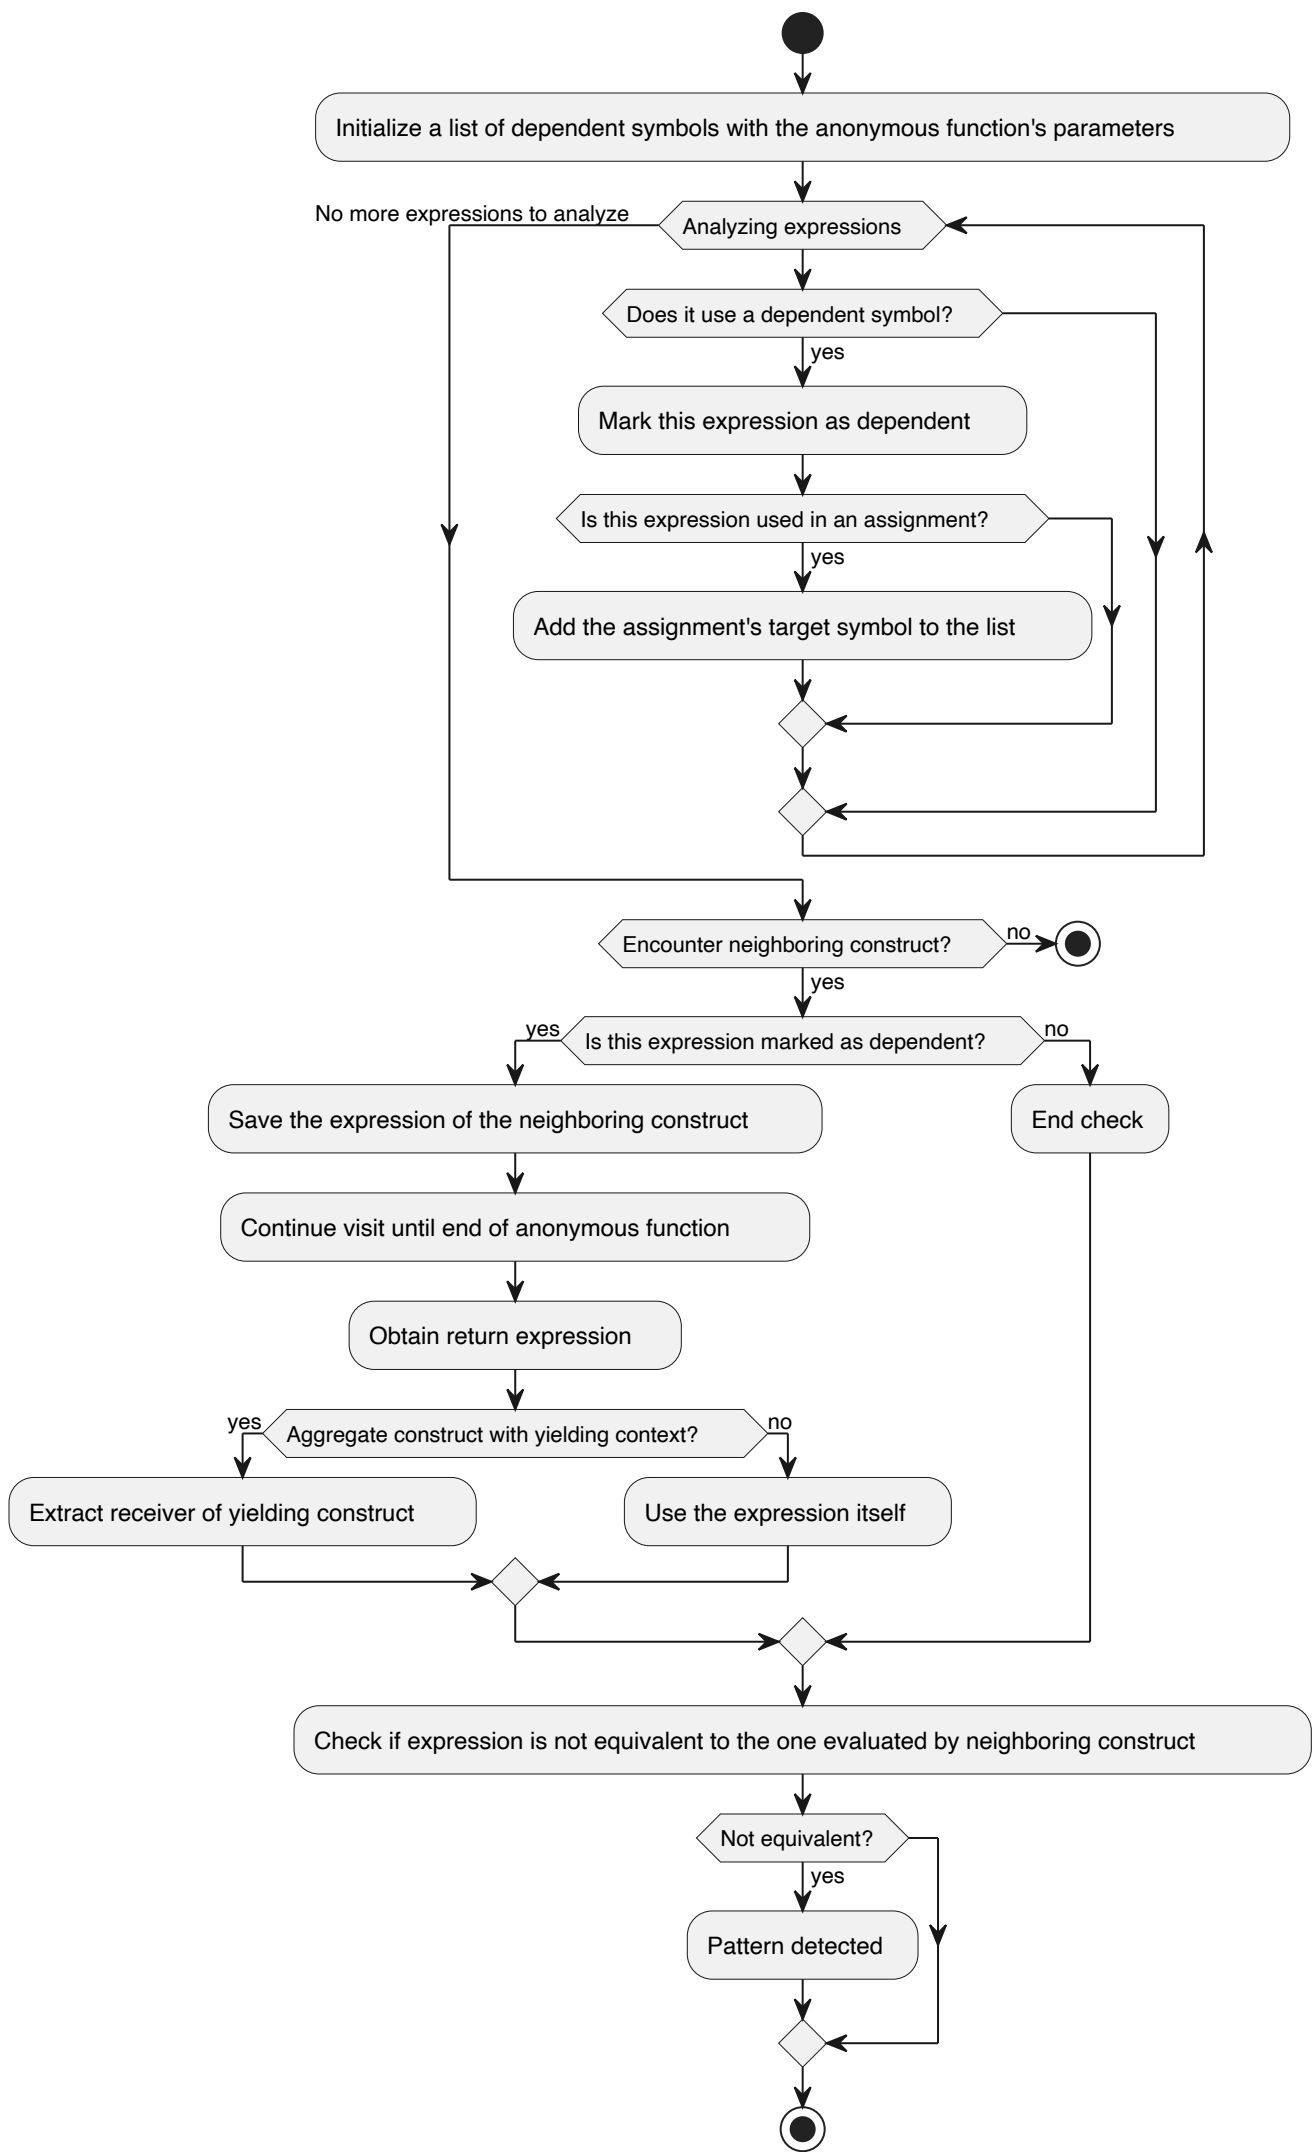 Initialize a list of dependent symbols with the anonymous function's parameters
No more expressions to analyze
Analyzing expressions
Does it use a dependent symbol?
yes
Mark this expression as dependent
Is this expression used in an assignment?
yes
Add the assignment's target symbol to the list
Encounter neighboring construct?
no
yes
yes
Is this expression marked as dependent?
no
Save the expression of the neighboring construct
End check
Continue visit until end of anonymous function
Obtain return expression
yes
Aggregate construct with yielding context?
no
Extract receiver of yielding construct
Use the expression itself
Check if expression is not equivalent to the one evaluated by neighboring construct
Not equivalent?
yes
Pattern detected